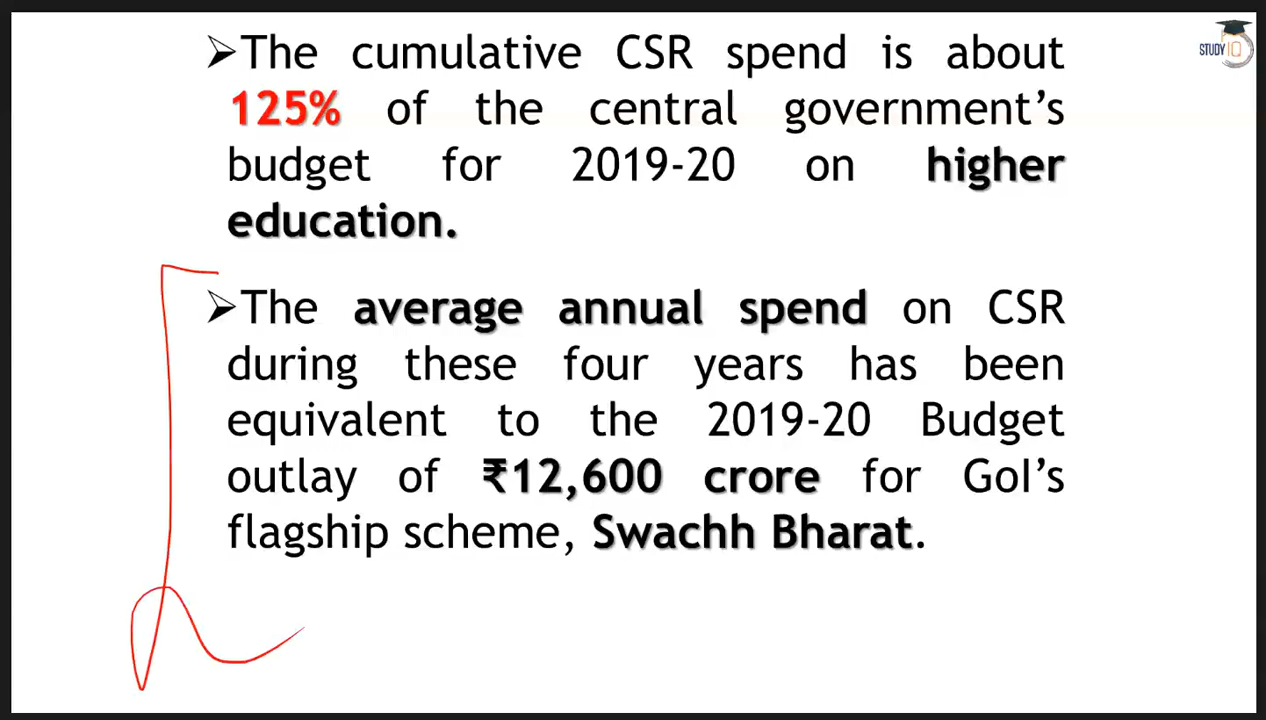 ➢The cumulative CSR spend is about
125% of the central government’s
budget for 2019-20 on higher
education.
➢The average annual spend on CSR
during these four years has been
equivalent to the 2019-20 Budget
outlay of ₹12,600 crore for GoI’s
flagship scheme, Swachh Bharat.
STUDY IQ